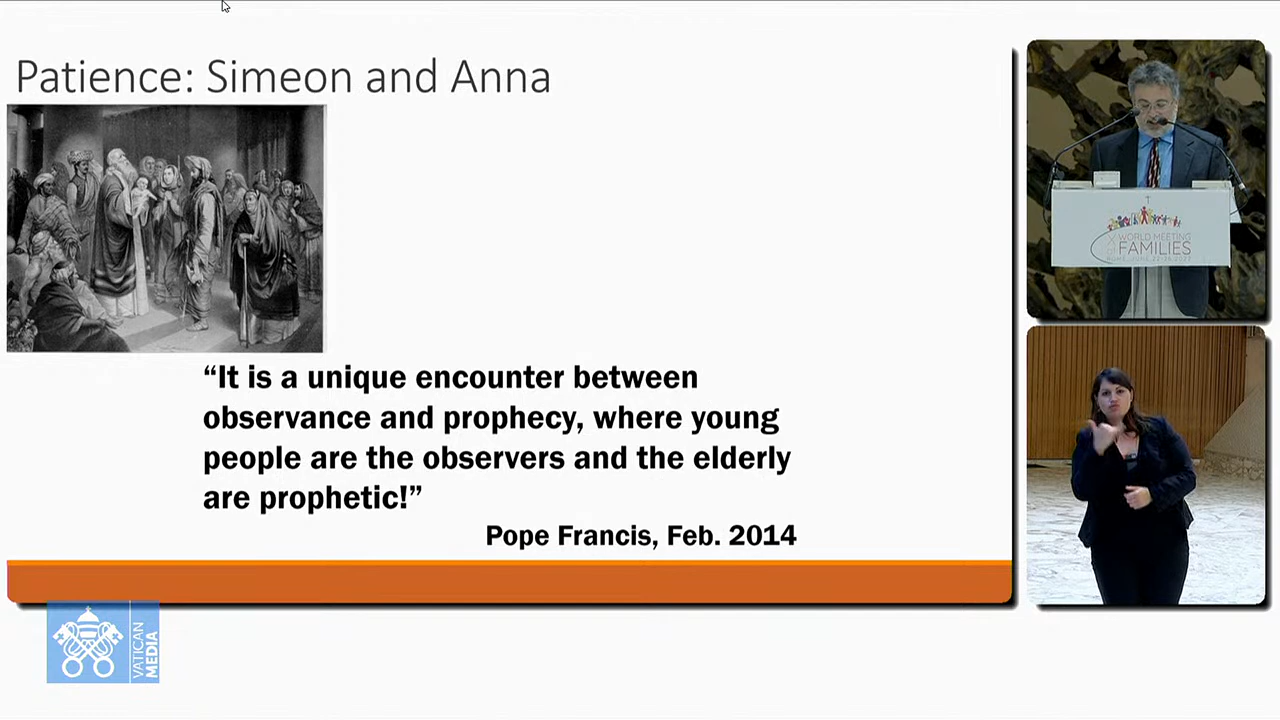 Patience: Simeon and Anna
“It is a unique encounter between
observance and prophecy, where young
people are the observers and the elderly
are prophetic!”
Pope Francis, Feb. 2014
X WORLD MEETING
of FAMILIES
VATICAN
MEDIA